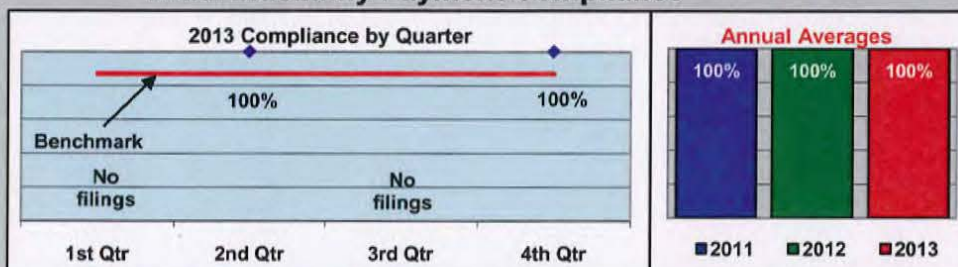 2013 Compliance by Quarter
100%
100%
Benchmark
No
filings
No
filings
1st Qtr
2nd Qtr
3rd Qtr
4th Qtr
Annual Averages
100%
100%
100%
2011
2012
2013